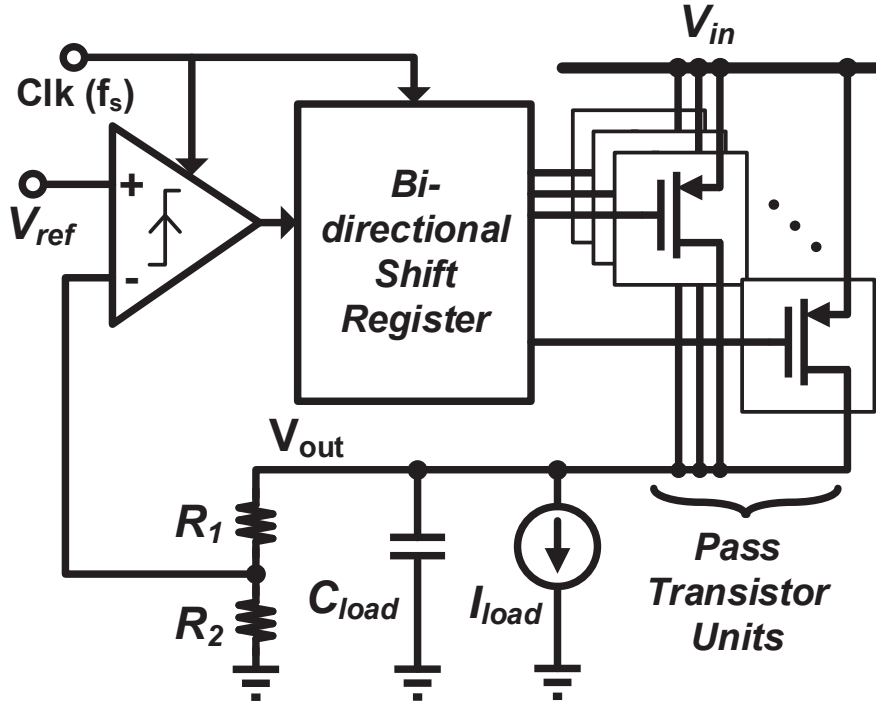 V_in
Clk (f_s)
+
V_ref
-
Bi-
directional
Shift
Register
V_out
R_1
R_2
C_load
I_load
Pass
Transistor
Units